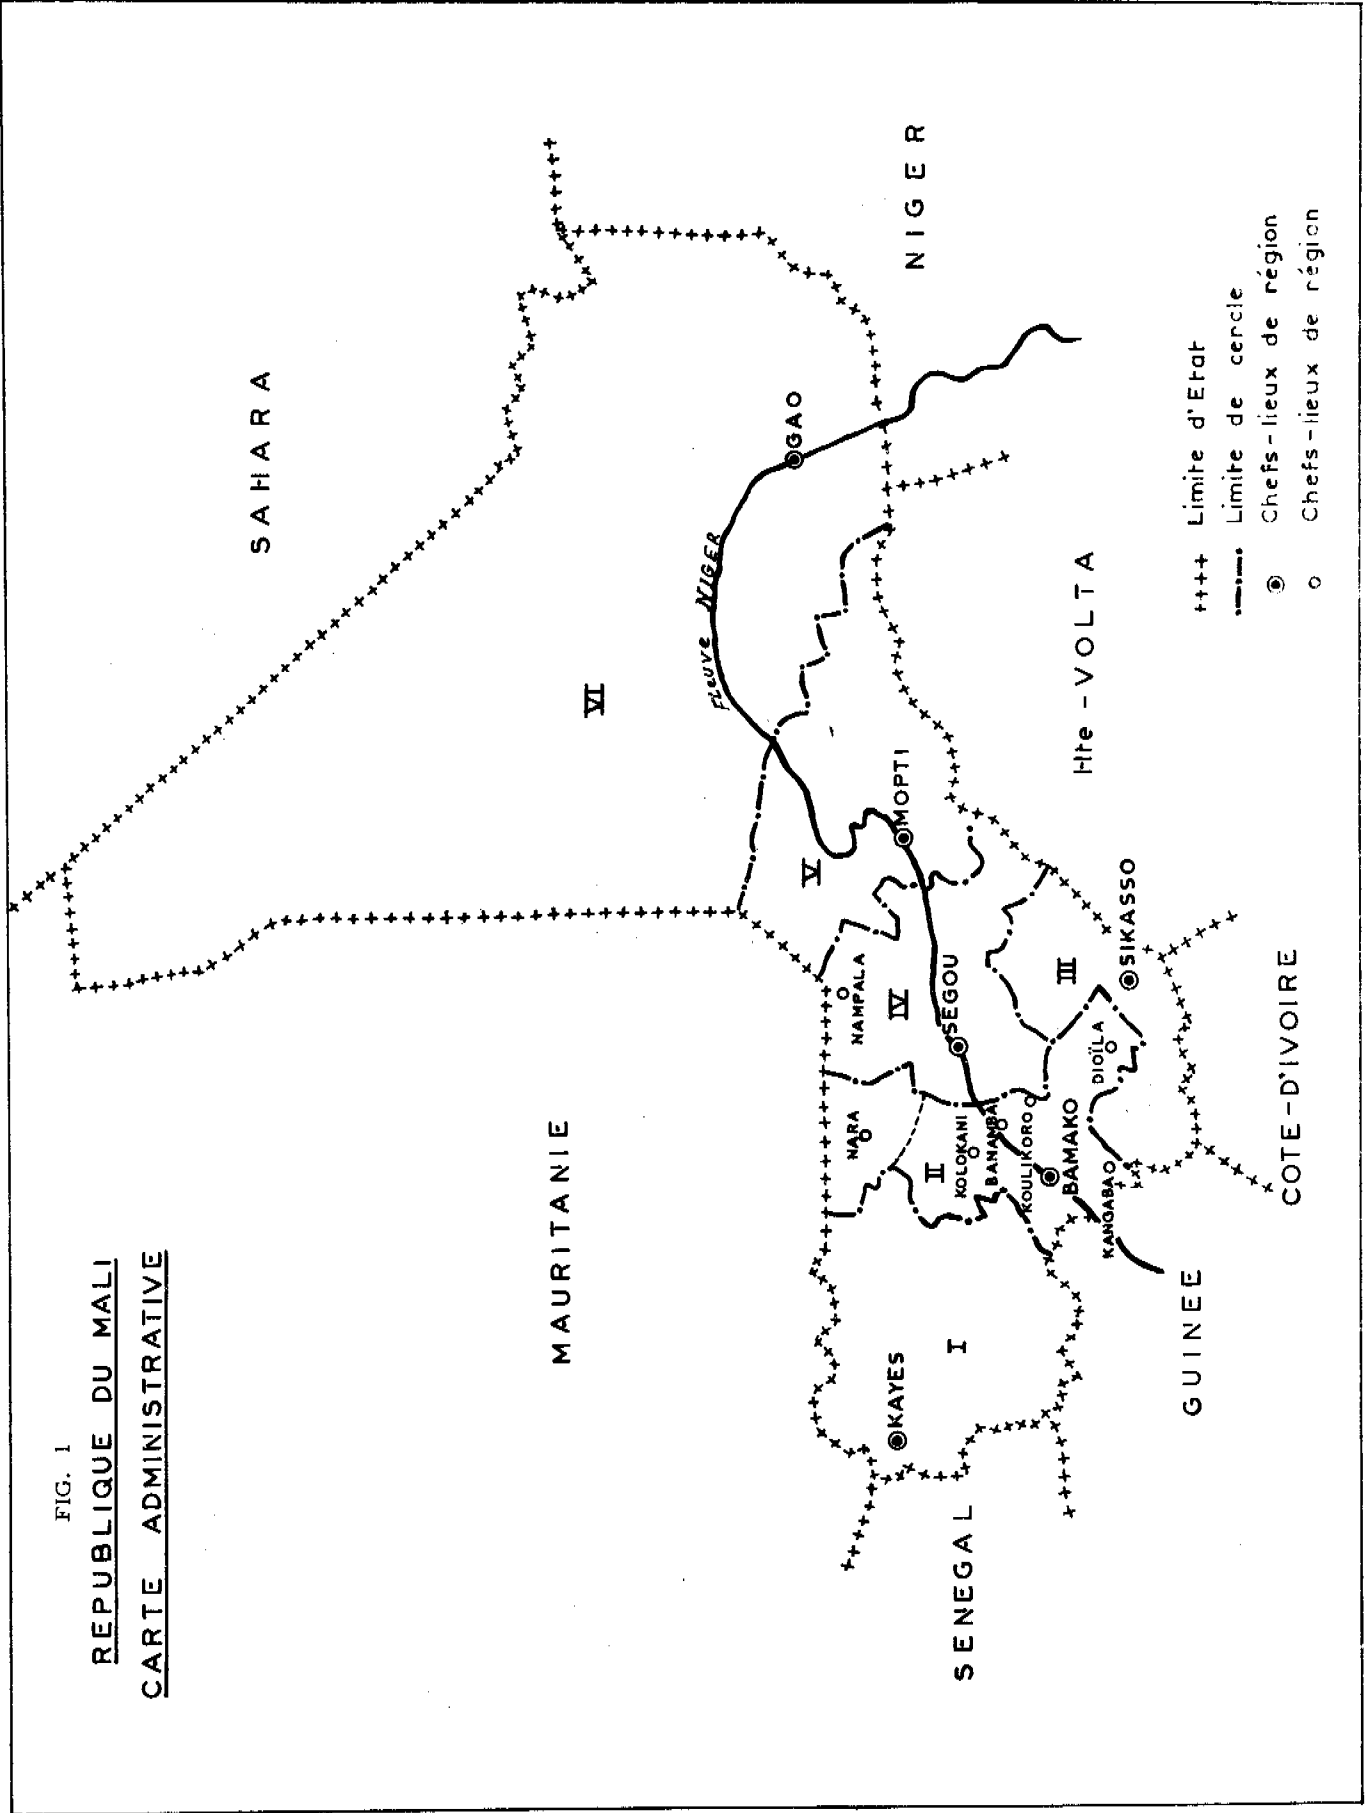 FIG. 1
REPUBLIQUE DU MALI
CARTE ADMINISTRATIVE
SAHARA
MAURITANIE
NIGER
VI
Fleuve NIGER
GAO
V
MOPTI
Hte - VOLTA
NAMPALA
IV
SEGOU
III
SIKASSO
NARA
II
KOLOKANI
BANAMBA
KOULIKORO
DIOÏLA
BAMAKO
KANGABA
KAYES
I
SENEGAL
GUINEE
COTE-D'IVOIRE
++++ Limite d'Etat
Limite de cercle
Chefs-lieux de région
Chefs-lieux de région